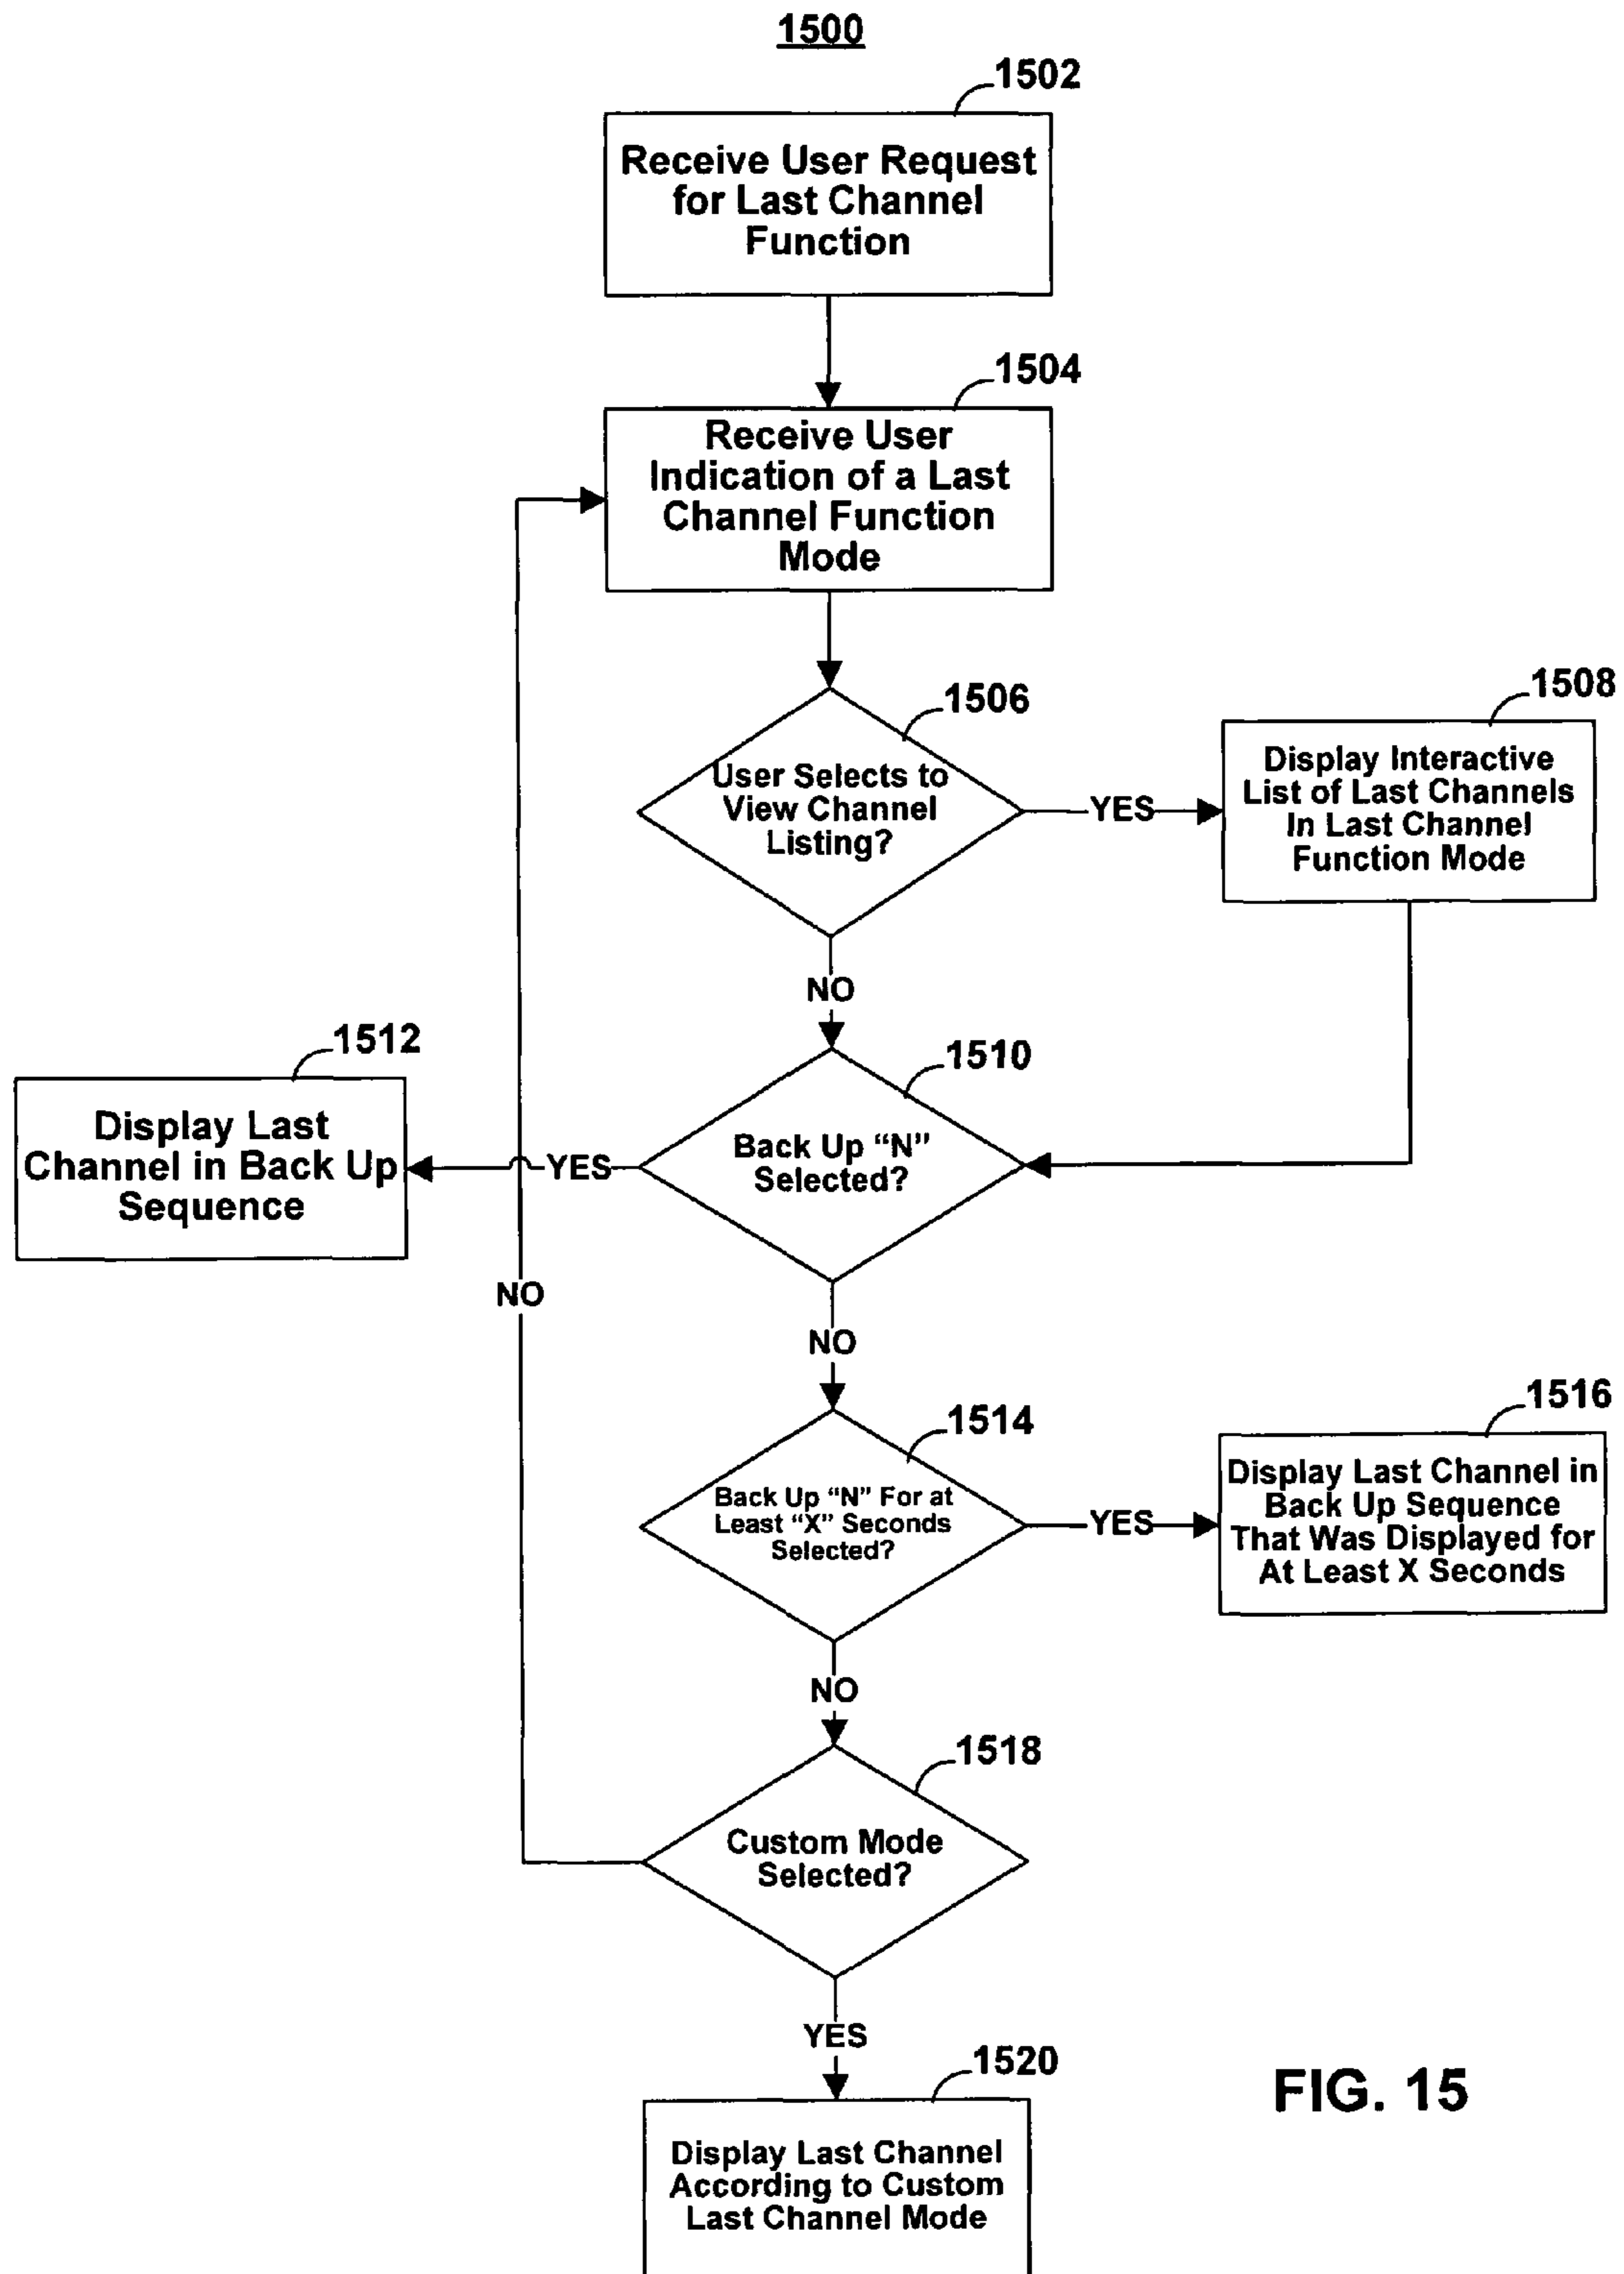 1500
1502
Receive User Request
for Last Channel
Function
1504
Receive User
Indication of a Last
Channel Function
Mode
1506
User Selects to
View Channel
Listing?
YES
1508
Display Interactive
List of Last Channels
In Last Channel
Function Mode
NO
1510
Back Up “N”
Selected?
YES
1512
Display Last
Channel in Back Up
Sequence
NO
NO
1514
Back Up “N” For at
Least “X” Seconds
Selected?
YES
1516
Display Last Channel in
Back Up Sequence
That Was Displayed for
At Least X Seconds
NO
1518
Custom Mode
Selected?
YES
1520
Display Last Channel
According to Custom
Last Channel Mode
FIG. 15